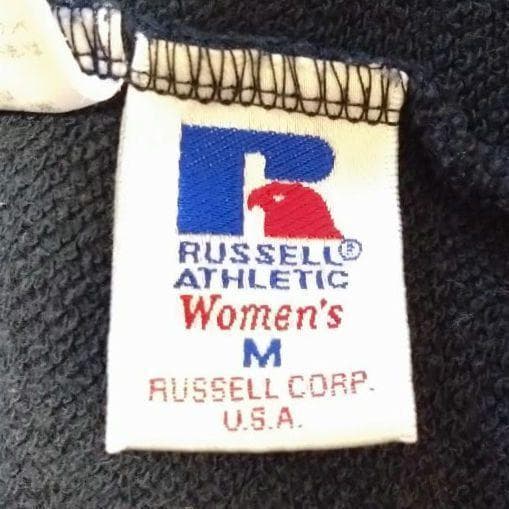 RUSSELL®
ATHLETIC
Women's
M
RUSSELL CORP.
U.S.A.